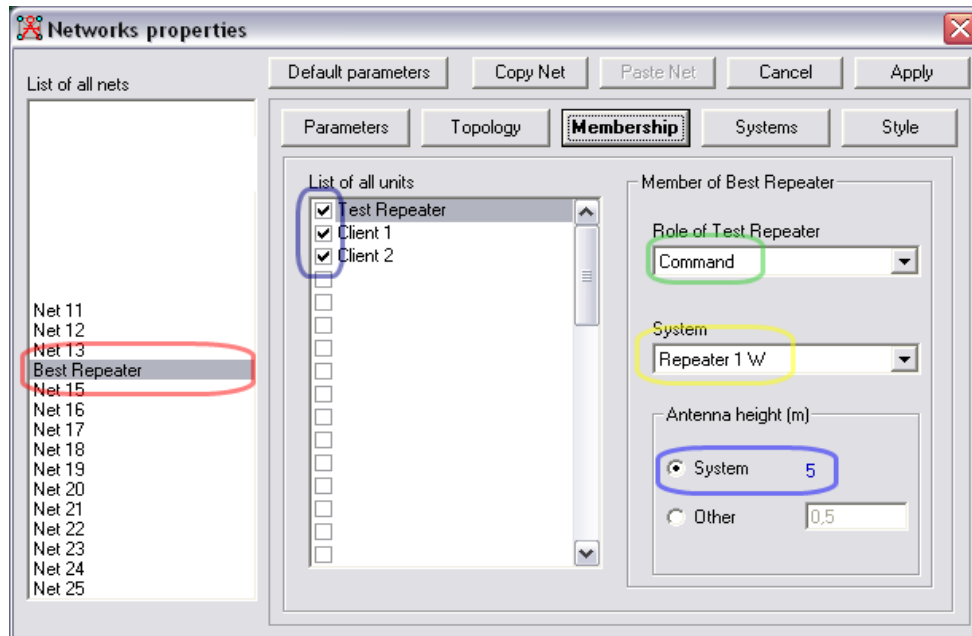 Networks properties
List of all nets
Default parameters
Copy Net
Paste Net
Cancel
Apply
Parameters
Topology
Membership
Systems
Style
Net 11
Net 12
Net 13
Best Repeater
Net 15
Net 16
Net 17
Net 18
Net 19
Net 20
Net 21
Net 22
Net 23
Net 24
Net 25
List of all units
Test Repeater
Client 1
Client 2
Member of Best Repeater
Role of Test Repeater
Command
System
Repeater 1 W
Antenna height (m)
System 5
Other 0,5